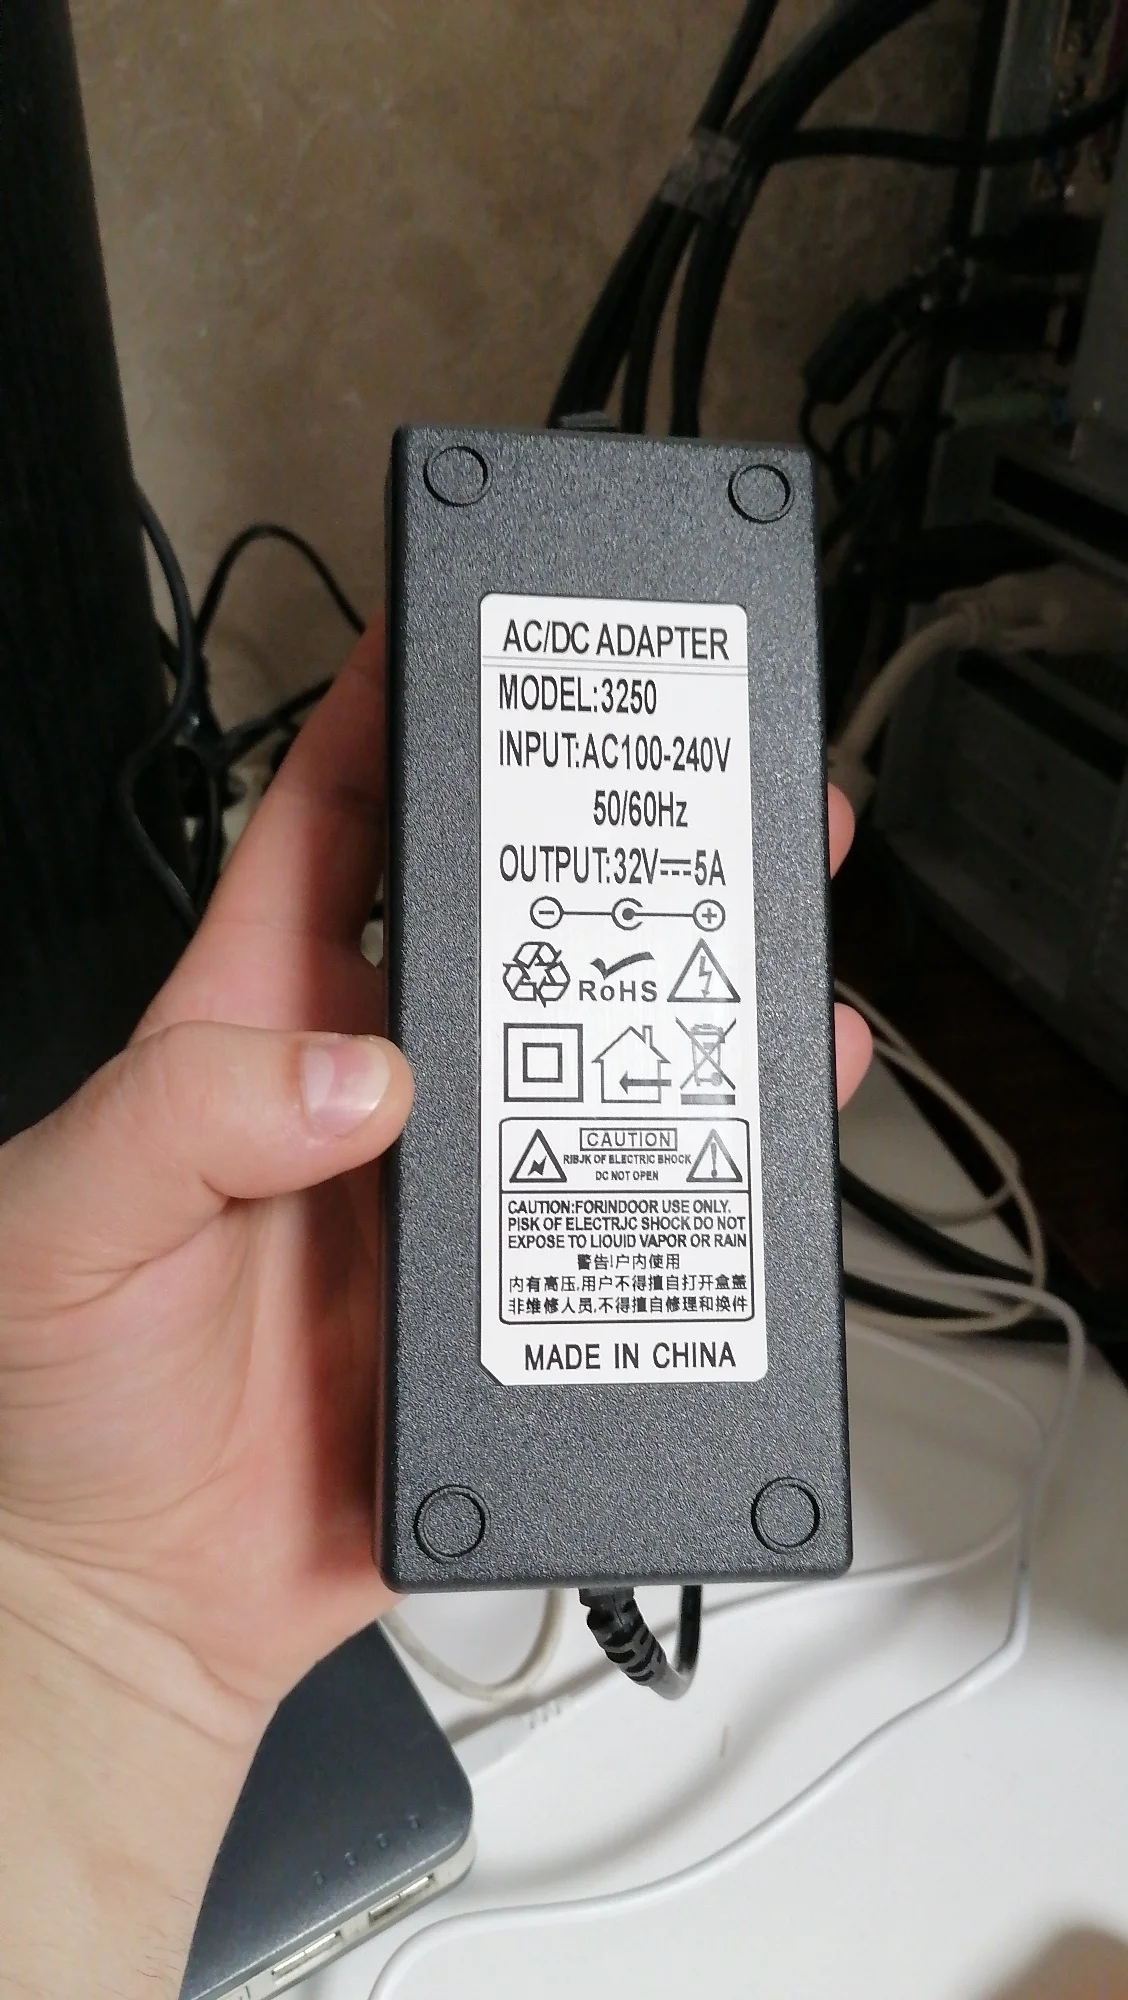 AC/DC ADAPTER
MODEL:3250
INPUT:AC100-240V
50/60Hz
OUTPUT:32V⎓5A
RoHS
CAUTION
RIBJK OF ELECTRIC BHOCK
DC NOT OPEN
CAUTION:FORINDOOR USE ONLY.
PISK OF ELECTRJC SHOCK DO NOT
EXPOSE TO LIOUID VAPOR OR RAIN
警告!户内使用
内有高压,用户不得擅自打开盒盖
非维修人员,不得擅自修理和换件
MADE IN CHINA